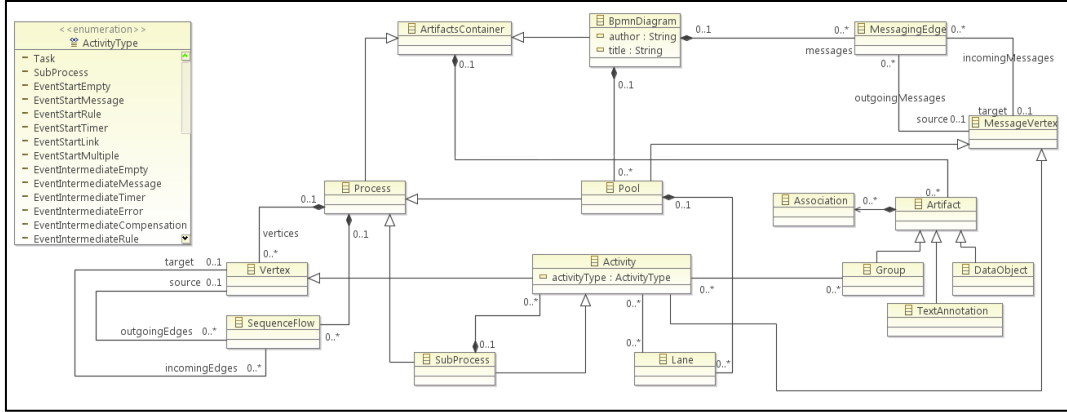 <<enumeration>>
ActivityType
Task
SubProcess
EventStartEmpty
EventStartMessage
EventStartRule
EventStartTimer
EventStartLink
EventStartMultiple
EventIntermediateEmpty
EventIntermediateMessage
EventIntermediateTimer
EventIntermediateError
EventIntermediateCompensation
EventIntermediateRule
ArtifactsContainer
0..1
BpmnDiagram
author : String
title : String
0..1
0..1
0..*
messages
MessagingEdge
0..*
0..*
incomingMessages
outgoingMessages
target
0..1
source 0..1
MessageVertex
Process
0..1
0..1
vertices
0..*
0..*
Pool
0..1
Association
0..*
0..*
Artifact
target
0..1
source
0..1
Vertex
Activity
activityType : ActivityType
0..*
0..*
0..*
0..*
Group
DataObject
TextAnnotation
outgoingEdges
0..*
SequenceFlow
0..*
incomingEdges
0..*
0..1
SubProcess
0..*
Lane
0..*